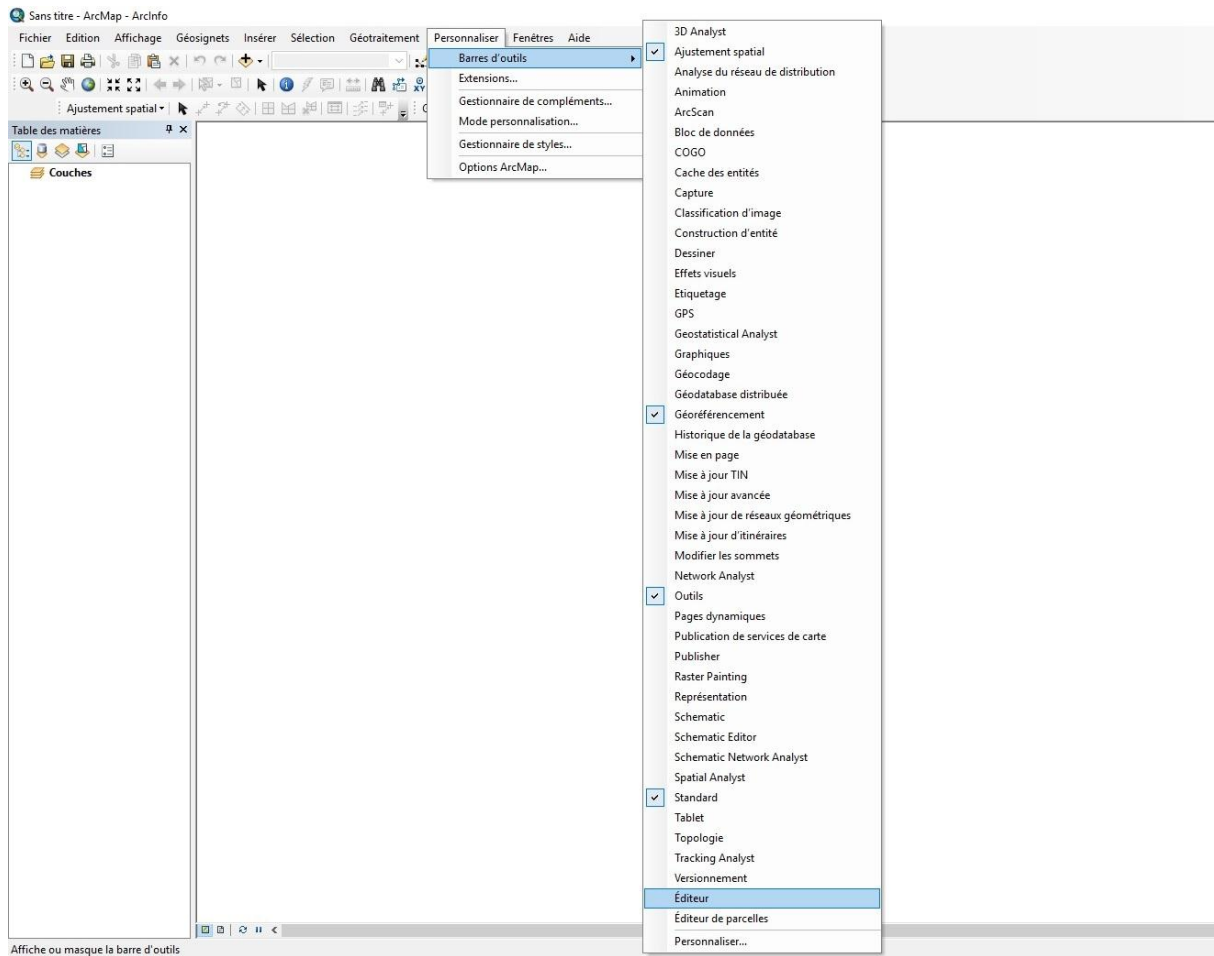 Sans titre - ArcMap - ArcInfo
Fichier Edition Affichage Géosignets Insérer Sélection Géotraitement Personnaliser Fenêtres Aide
Ajustement spatial
Table des matières
Couches
Barres d'outils
Extensions...
Gestionnaire de compléments...
Mode personnalisation...
Gestionnaire de styles...
Options ArcMap...
3D Analyst
Ajustement spatial
Analyse du réseau de distribution
Animation
ArcScan
Bloc de données
COGO
Cache des entités
Capture
Classification d'image
Construction d'entité
Dessiner
Effets visuels
Etiquetage
GPS
Geostatistical Analyst
Graphiques
Géocodage
Géodatabase distribuée
Géoréférencement
Historique de la géodatabase
Mise en page
Mise à jour TIN
Mise à jour avancée
Mise à jour de réseaux géométriques
Mise à jour d'itinéraires
Modifier les sommets
Network Analyst
Outils
Pages dynamiques
Publication de services de carte
Publisher
Raster Painting
Représentation
Schematic
Schematic Editor
Schematic Network Analyst
Spatial Analyst
Standard
Tablet
Topologie
Tracking Analyst
Versionnement
Éditeur
Éditeur de parcelles
Personnaliser...
Affiche ou masque la barre d'outils